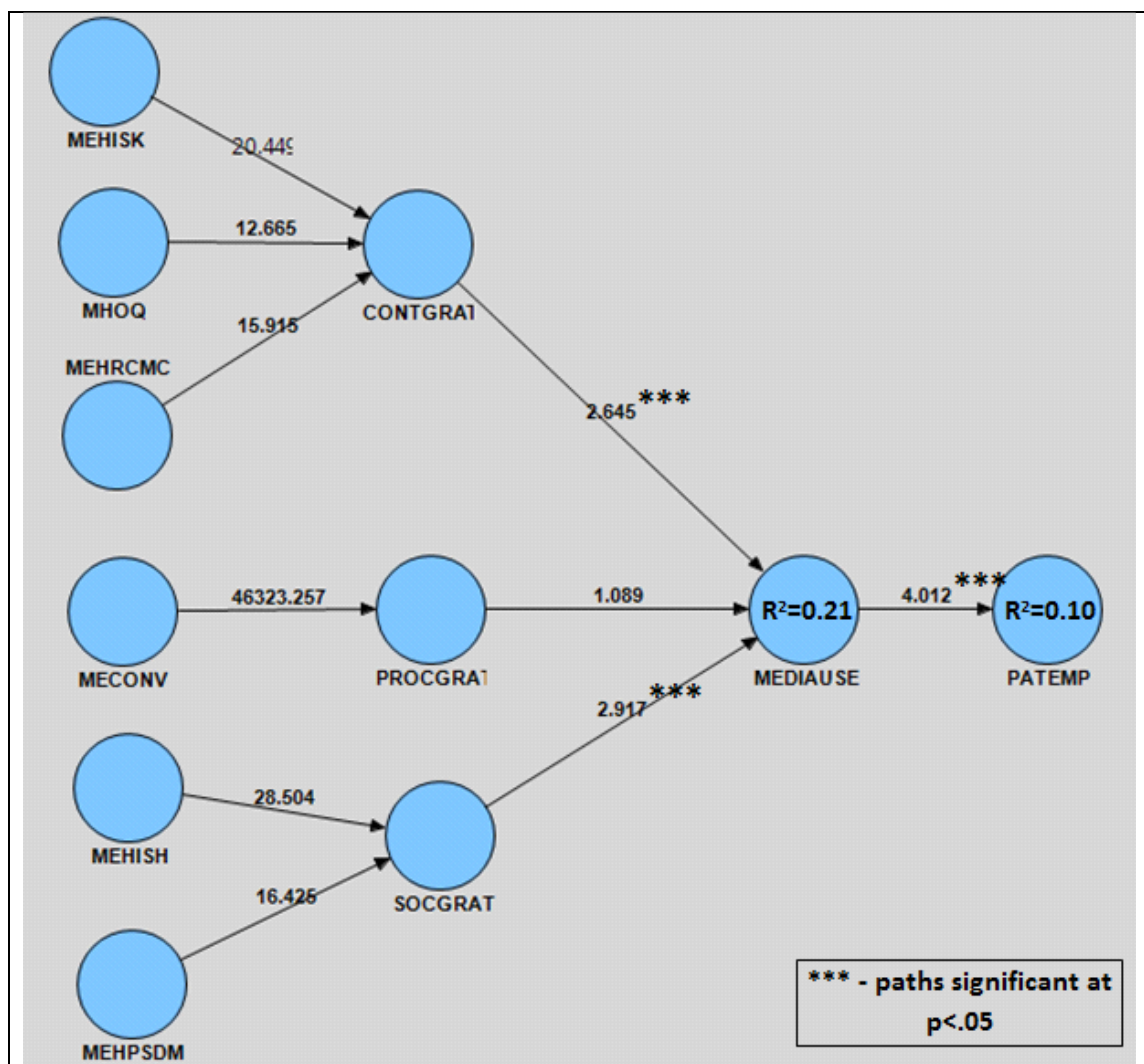 MEHISK
20.449
12.665
MHOQ
CONTGRAT
15.915
MEHRCMC
2.645***
MECONV
46323.257
PROCGRAT
1.089
R²=0.21
MEDIAUSE
4.012***
R²=0.10
PATEMP
2.917***
MEHISH
28.504
16.425
SOCGRAT
MEHPSDM
*** - paths significant at
p<.05